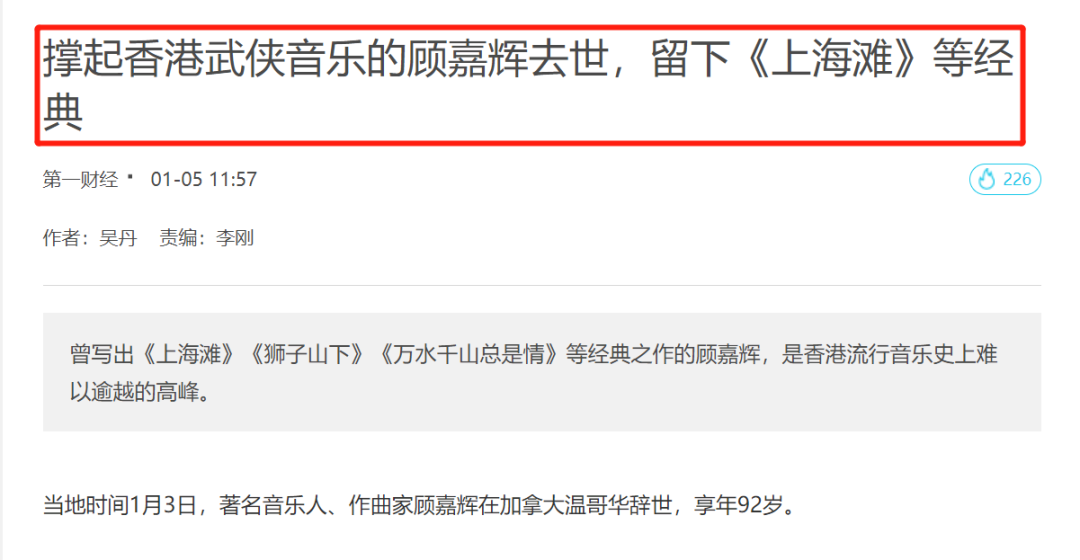 撑起香港武侠音乐的顾嘉辉去世，留下《上海滩》等经
典
第一财经 · 01-05 11:57
226
作者：吴丹 责编：李刚
曾写出《上海滩》《狮子山下》《万水千山总是情》等经典之作的顾嘉辉，是香港流行音乐史上难
以逾越的高峰。
当地时间1月3日，著名音乐人、作曲家顾嘉辉在加拿大温哥华辞世，享年92岁。